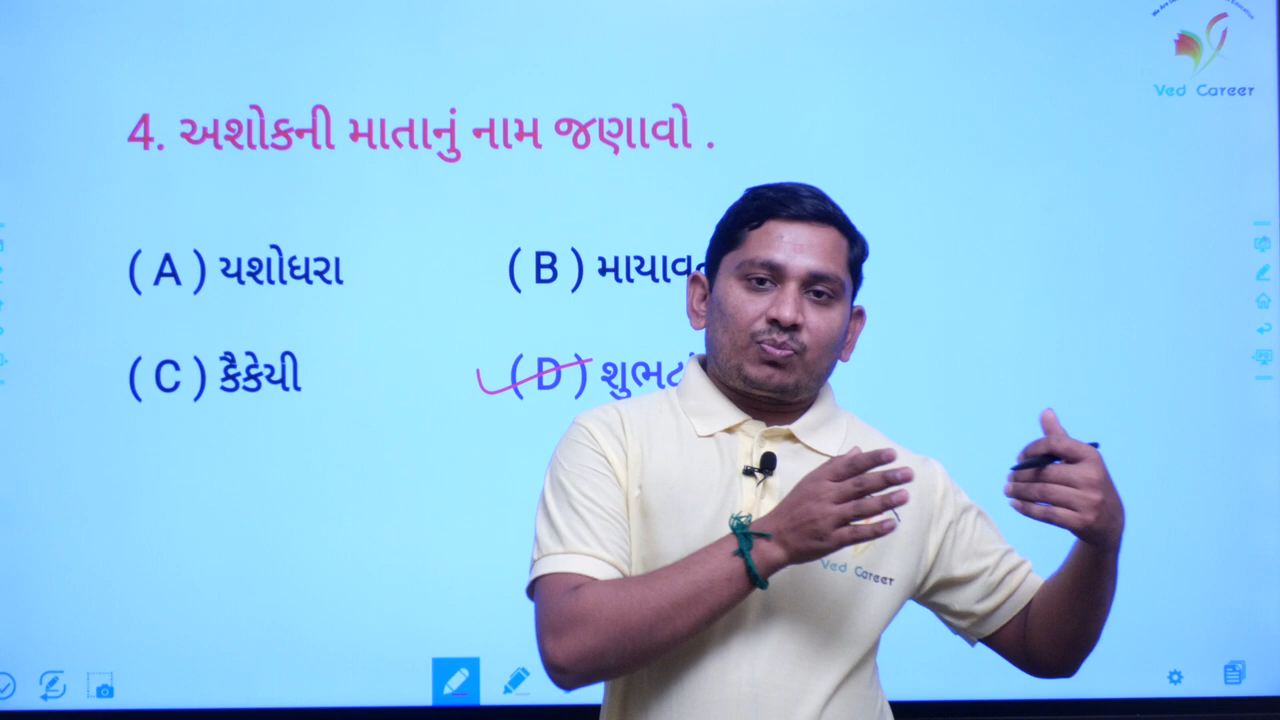 Ved Career
4. અશોકની માતાનું નામ જણાવો .
( A ) યશોધરા
( B )
( C ) કૈકેયી
( D )
Ved Career